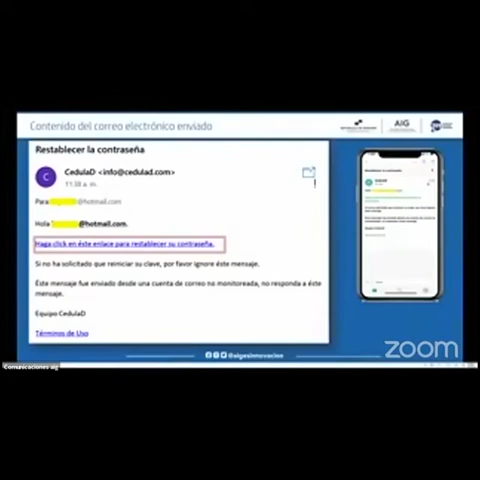 Contenido del correo electrónico enviado
AIG
Restablecer la contraseña
C
CedulaD <info@cedulad.com>
11:38 a. m.
Para:
@hotmail.com
Hola
@hotmail.com.
Haga click en éste enlace para restablecer su contraseña.
Si no ha solicitado que reiniciar su clave, por favor ignore éste mensaje.
Éste mensaje fue enviado desde una cuenta de correo no monitoreada, no responda a éste
mensaje.
Equipo CedulaD
Términos de Uso
@aigesinnovacion
zoom
Comunicaciones aig